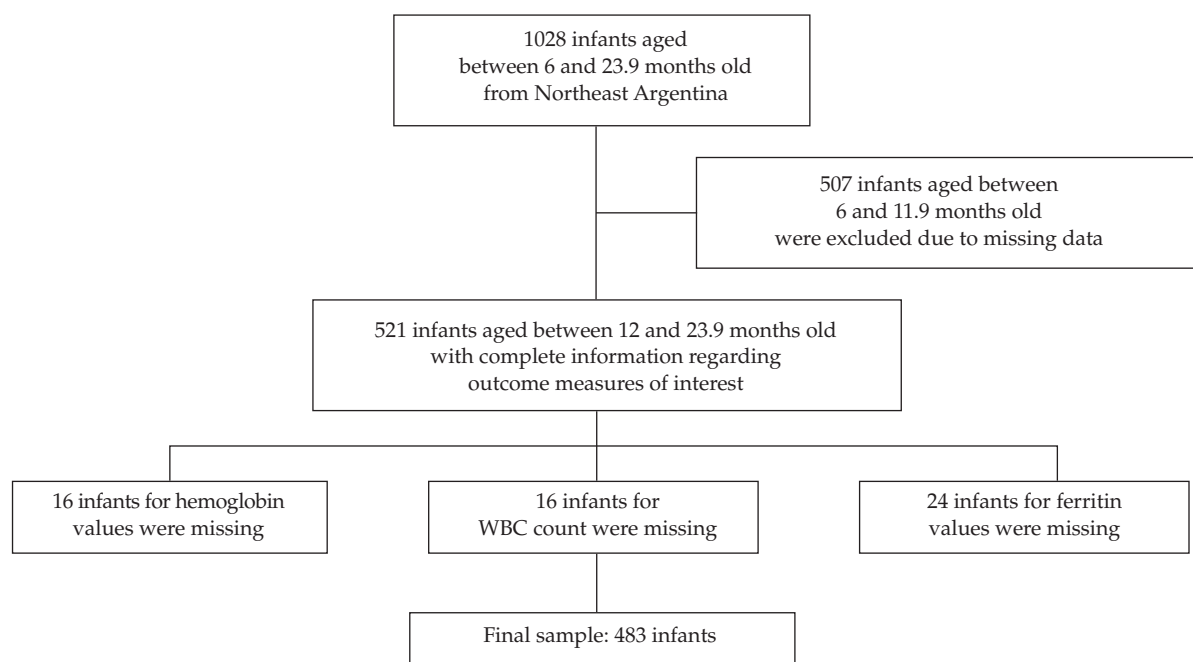 1028 infants aged
between 6 and 23.9 months old
from Northeast Argentina
507 infants aged between
6 and 11.9 months old
were excluded due to missing data
521 infants aged between 12 and 23.9 months old
with complete information regarding
outcome measures of interest
16 infants for hemoglobin
values were missing
16 infants for
WBC count were missing
24 infants for ferritin
values were missing
Final sample: 483 infants